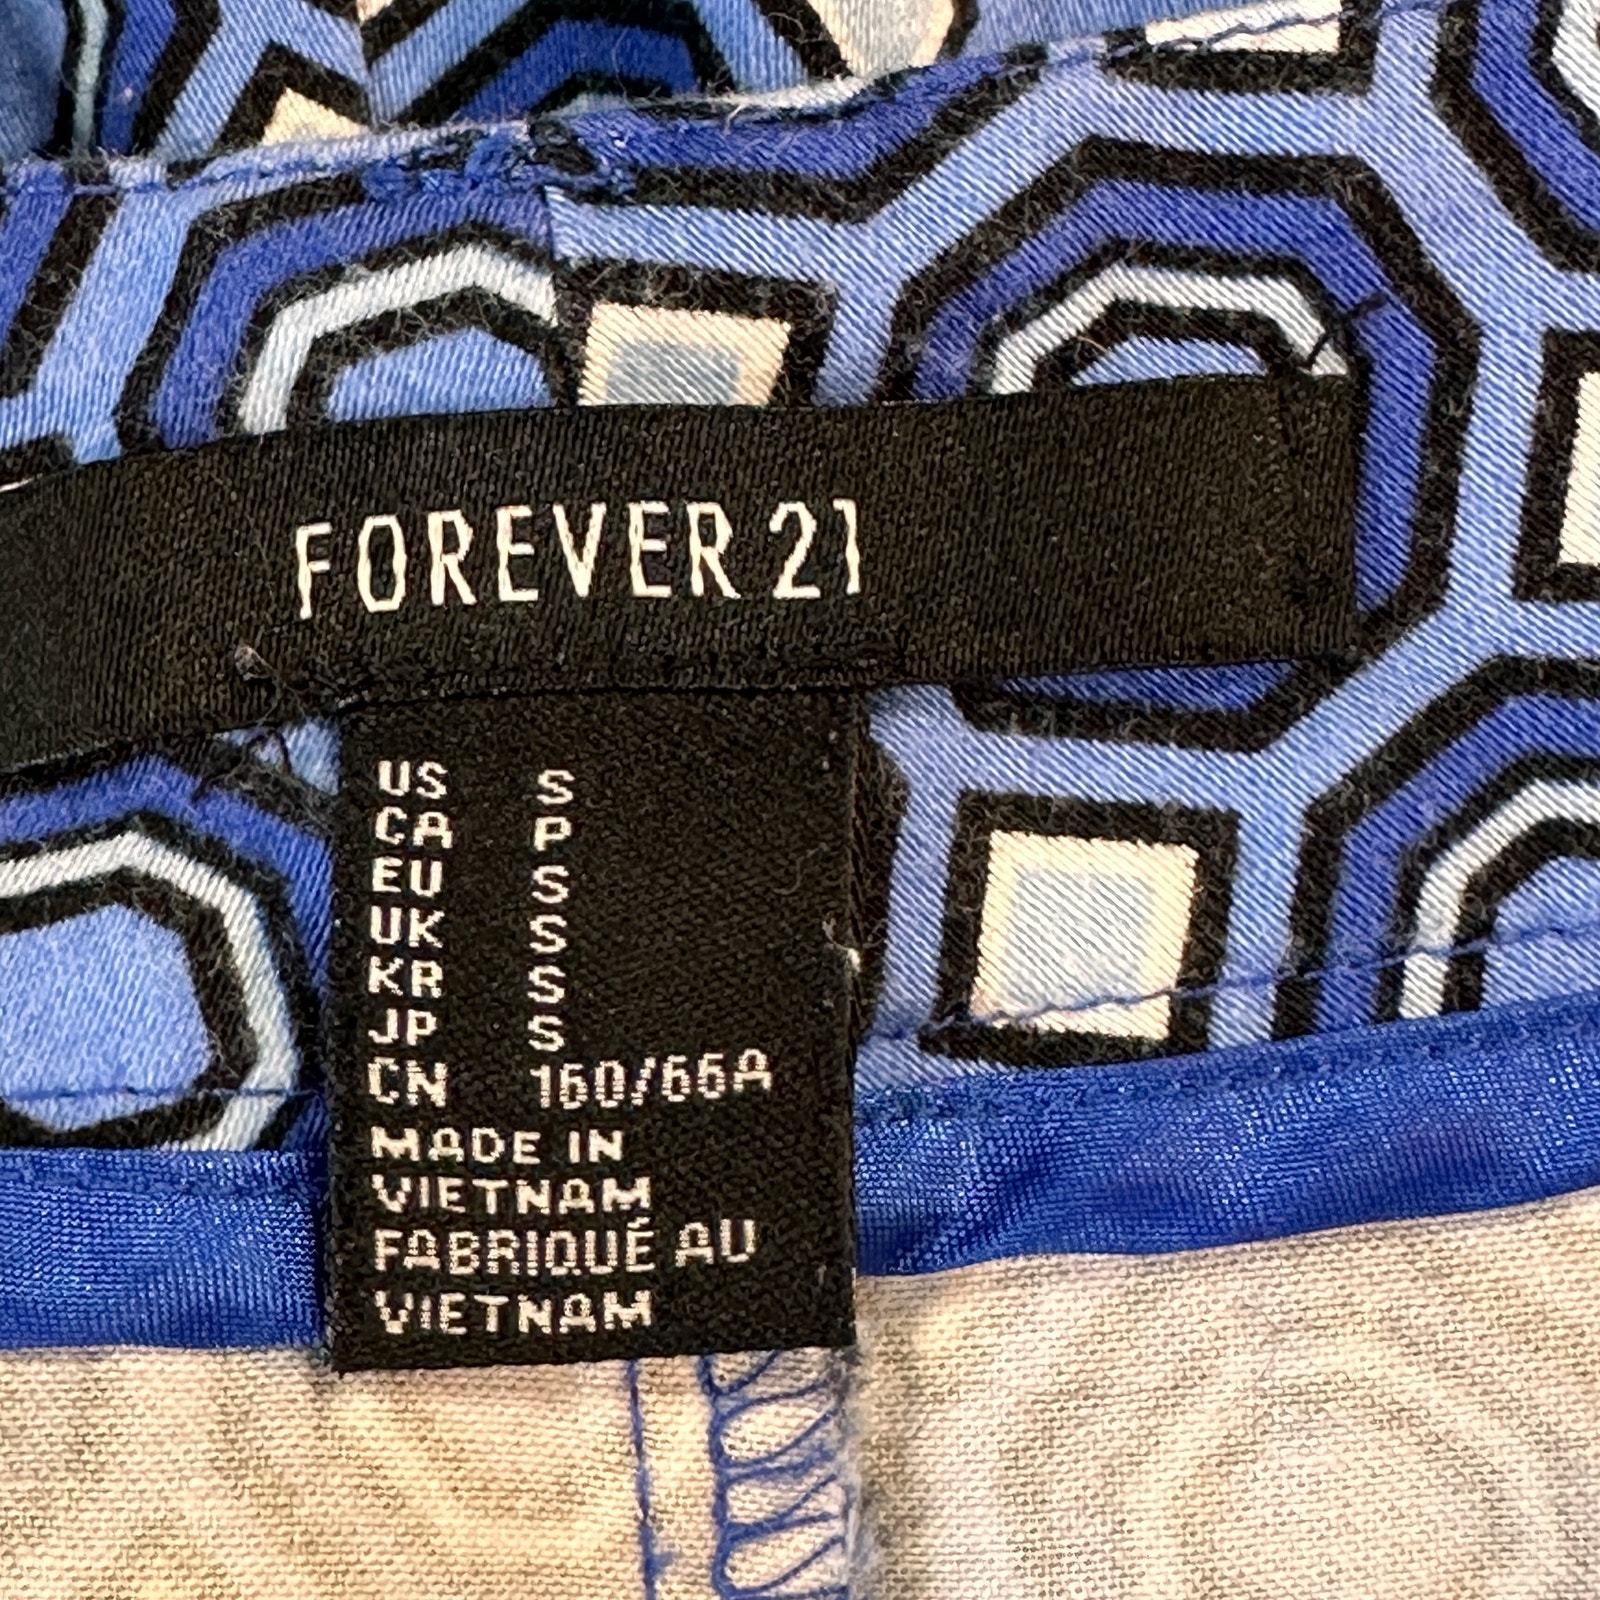 FOREVER 21
US S
CA P
EU S
UK S
KR S
JP S
CN 160/66A
MADE IN
VIETNAM
FABRIQUÉ AU
VIETNAM